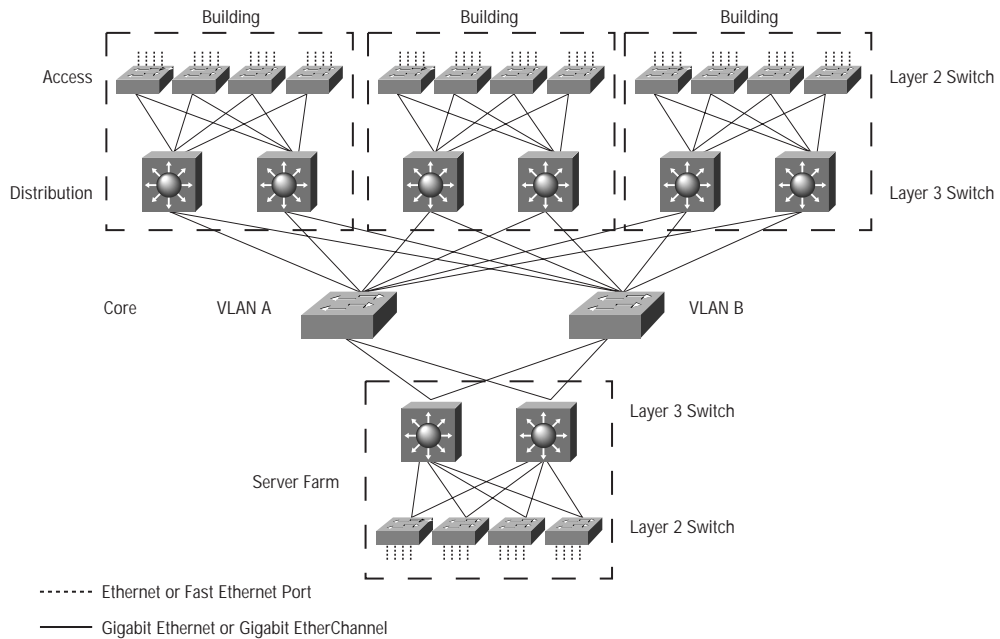 Building
Building
Building
Access
Layer 2 Switch
Distribution
Layer 3 Switch
Core
VLAN A
VLAN B
Layer 3 Switch
Server Farm
Layer 2 Switch
Ethernet or Fast Ethernet Port
Gigabit Ethernet or Gigabit EtherChannel